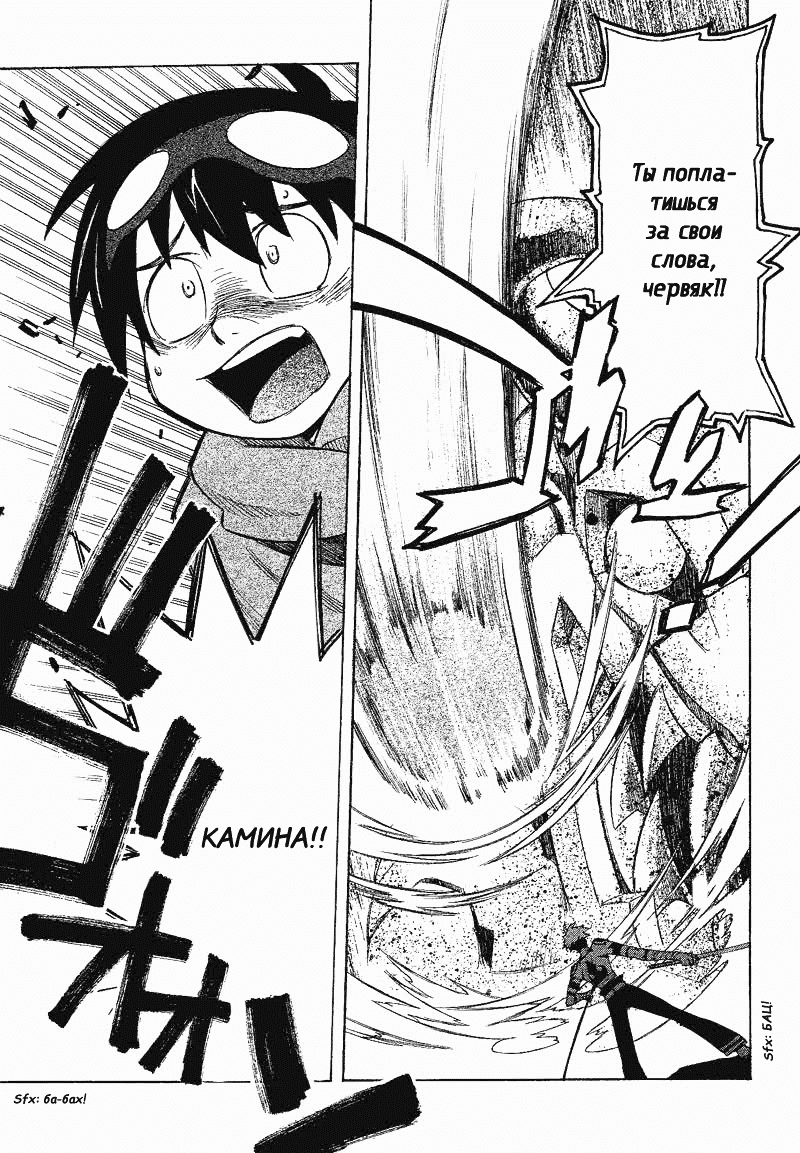 Ты попла-
тишься
за свои
слова,
червяк!!
Sfx: БАЦ!
КАМИНА!!
Sfx: ба-бах!